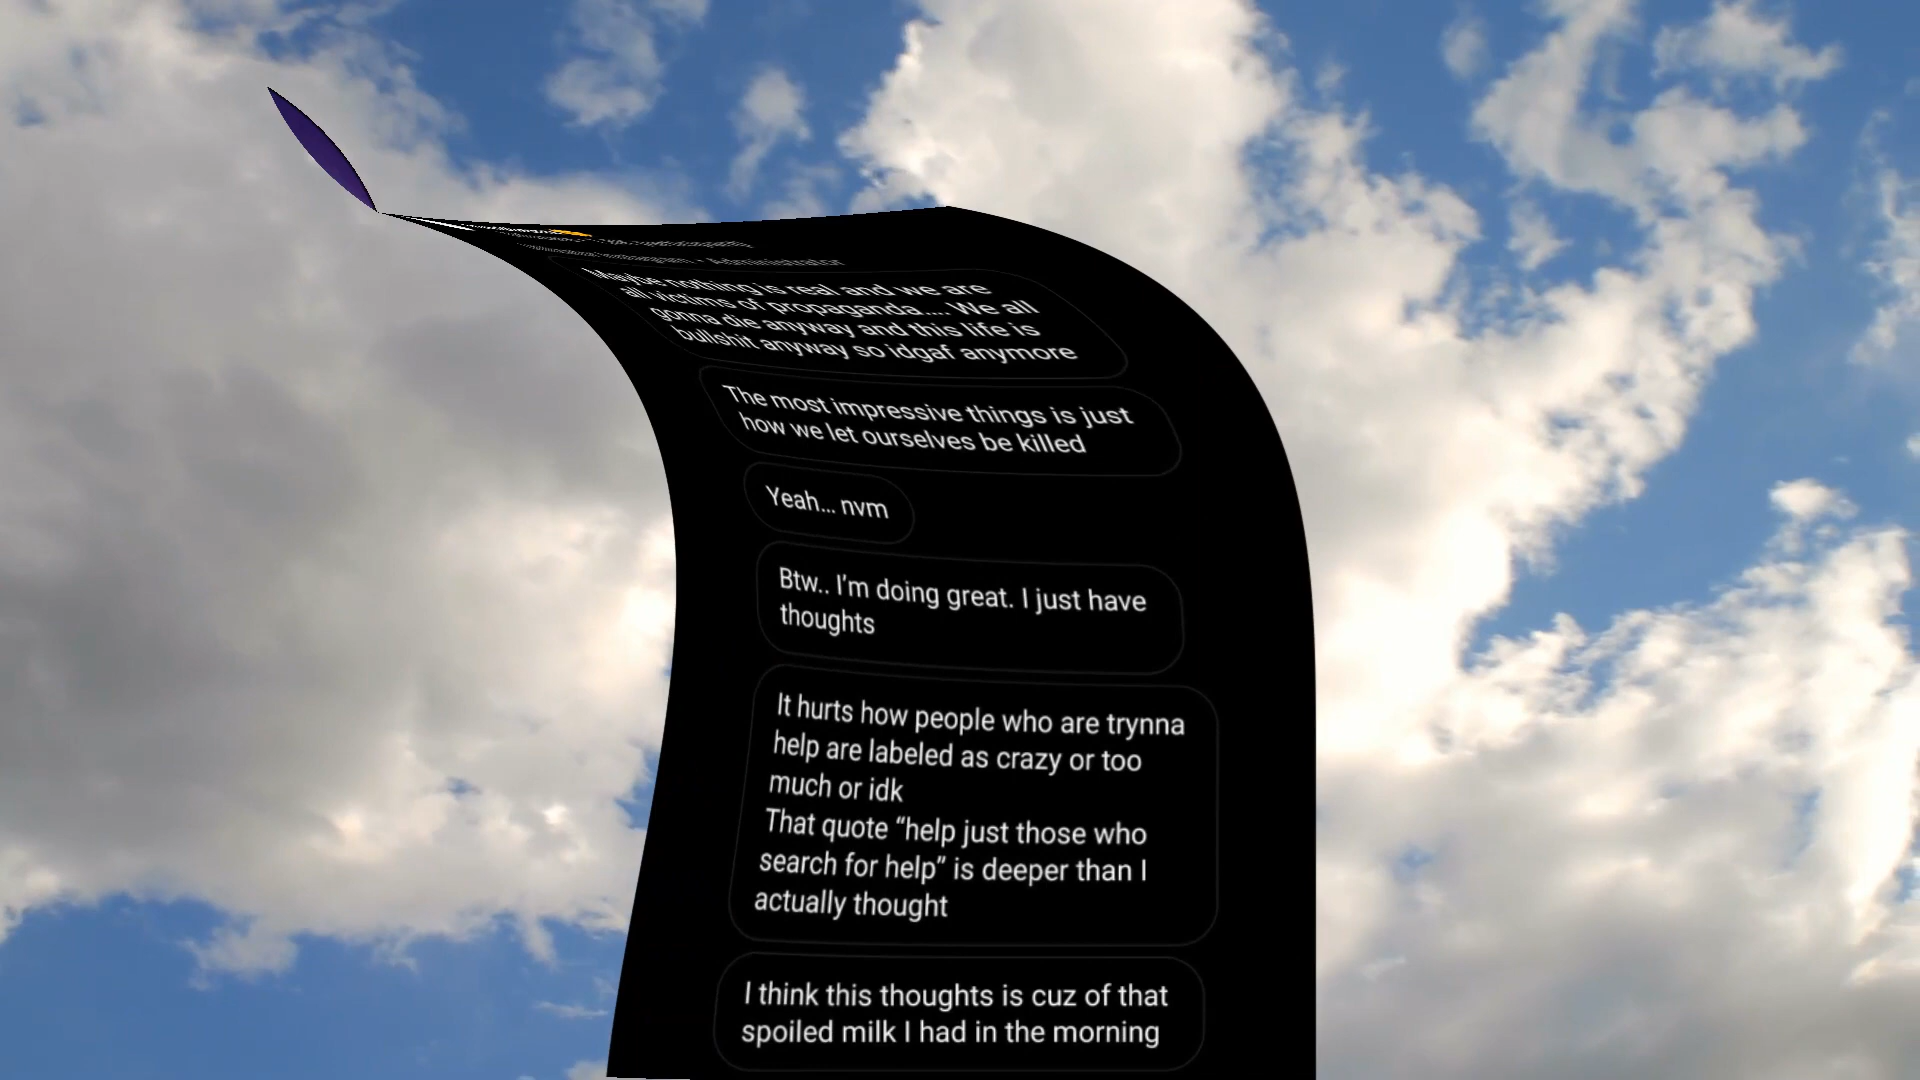 Administrator
Maybe nothing is real and we are
all victims of propaganda.... We all
gonna die anyway and this life is
bullshit anyway so idgaf anymore
The most impressive things is just
how we let ourselves be killed
Yeah... nvm
Btw.. I’m doing great. I just have
thoughts
It hurts how people who are trynna
help are labeled as crazy or too
much or idk
That quote “help just those who
search for help” is deeper than I
actually thought
I think this thoughts is cuz of that
spoiled milk I had in the morning